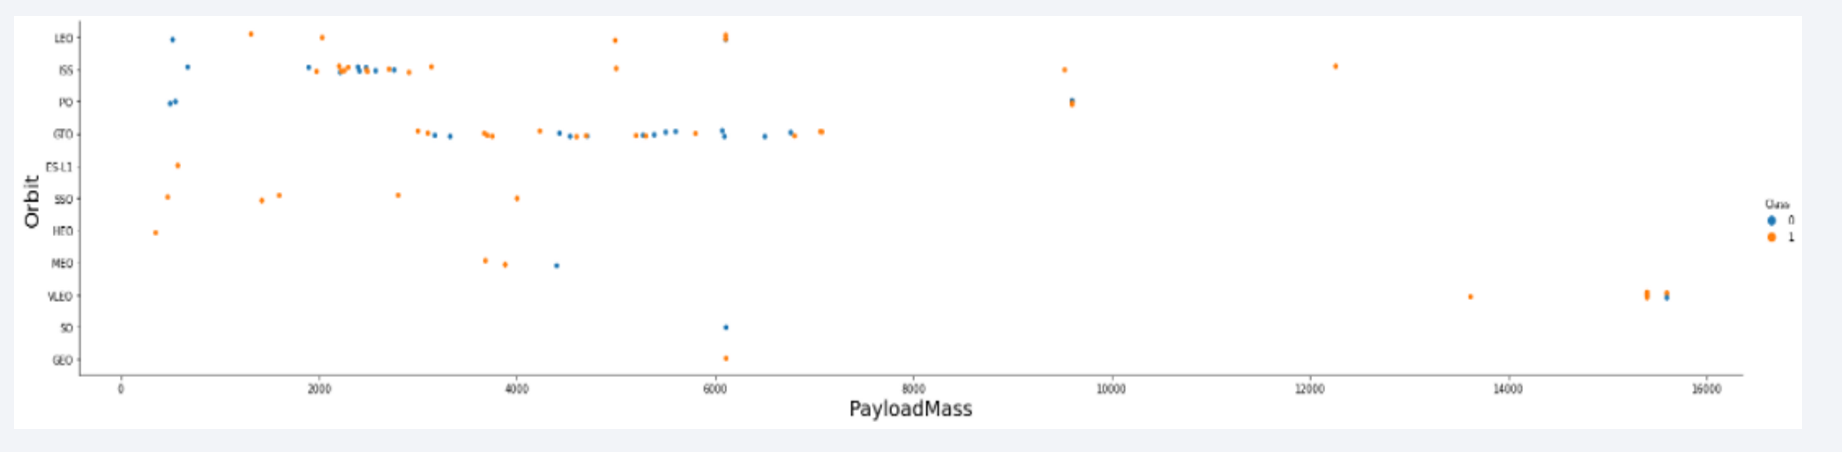 LEO
ISS
PO
GTO
ES-L1
SSO
HEO
MEO
VLEO
SO
GEO
Orbit
0 2000 4000 6000 8000 10000 12000 14000 16000
PayloadMass
Class
0
1